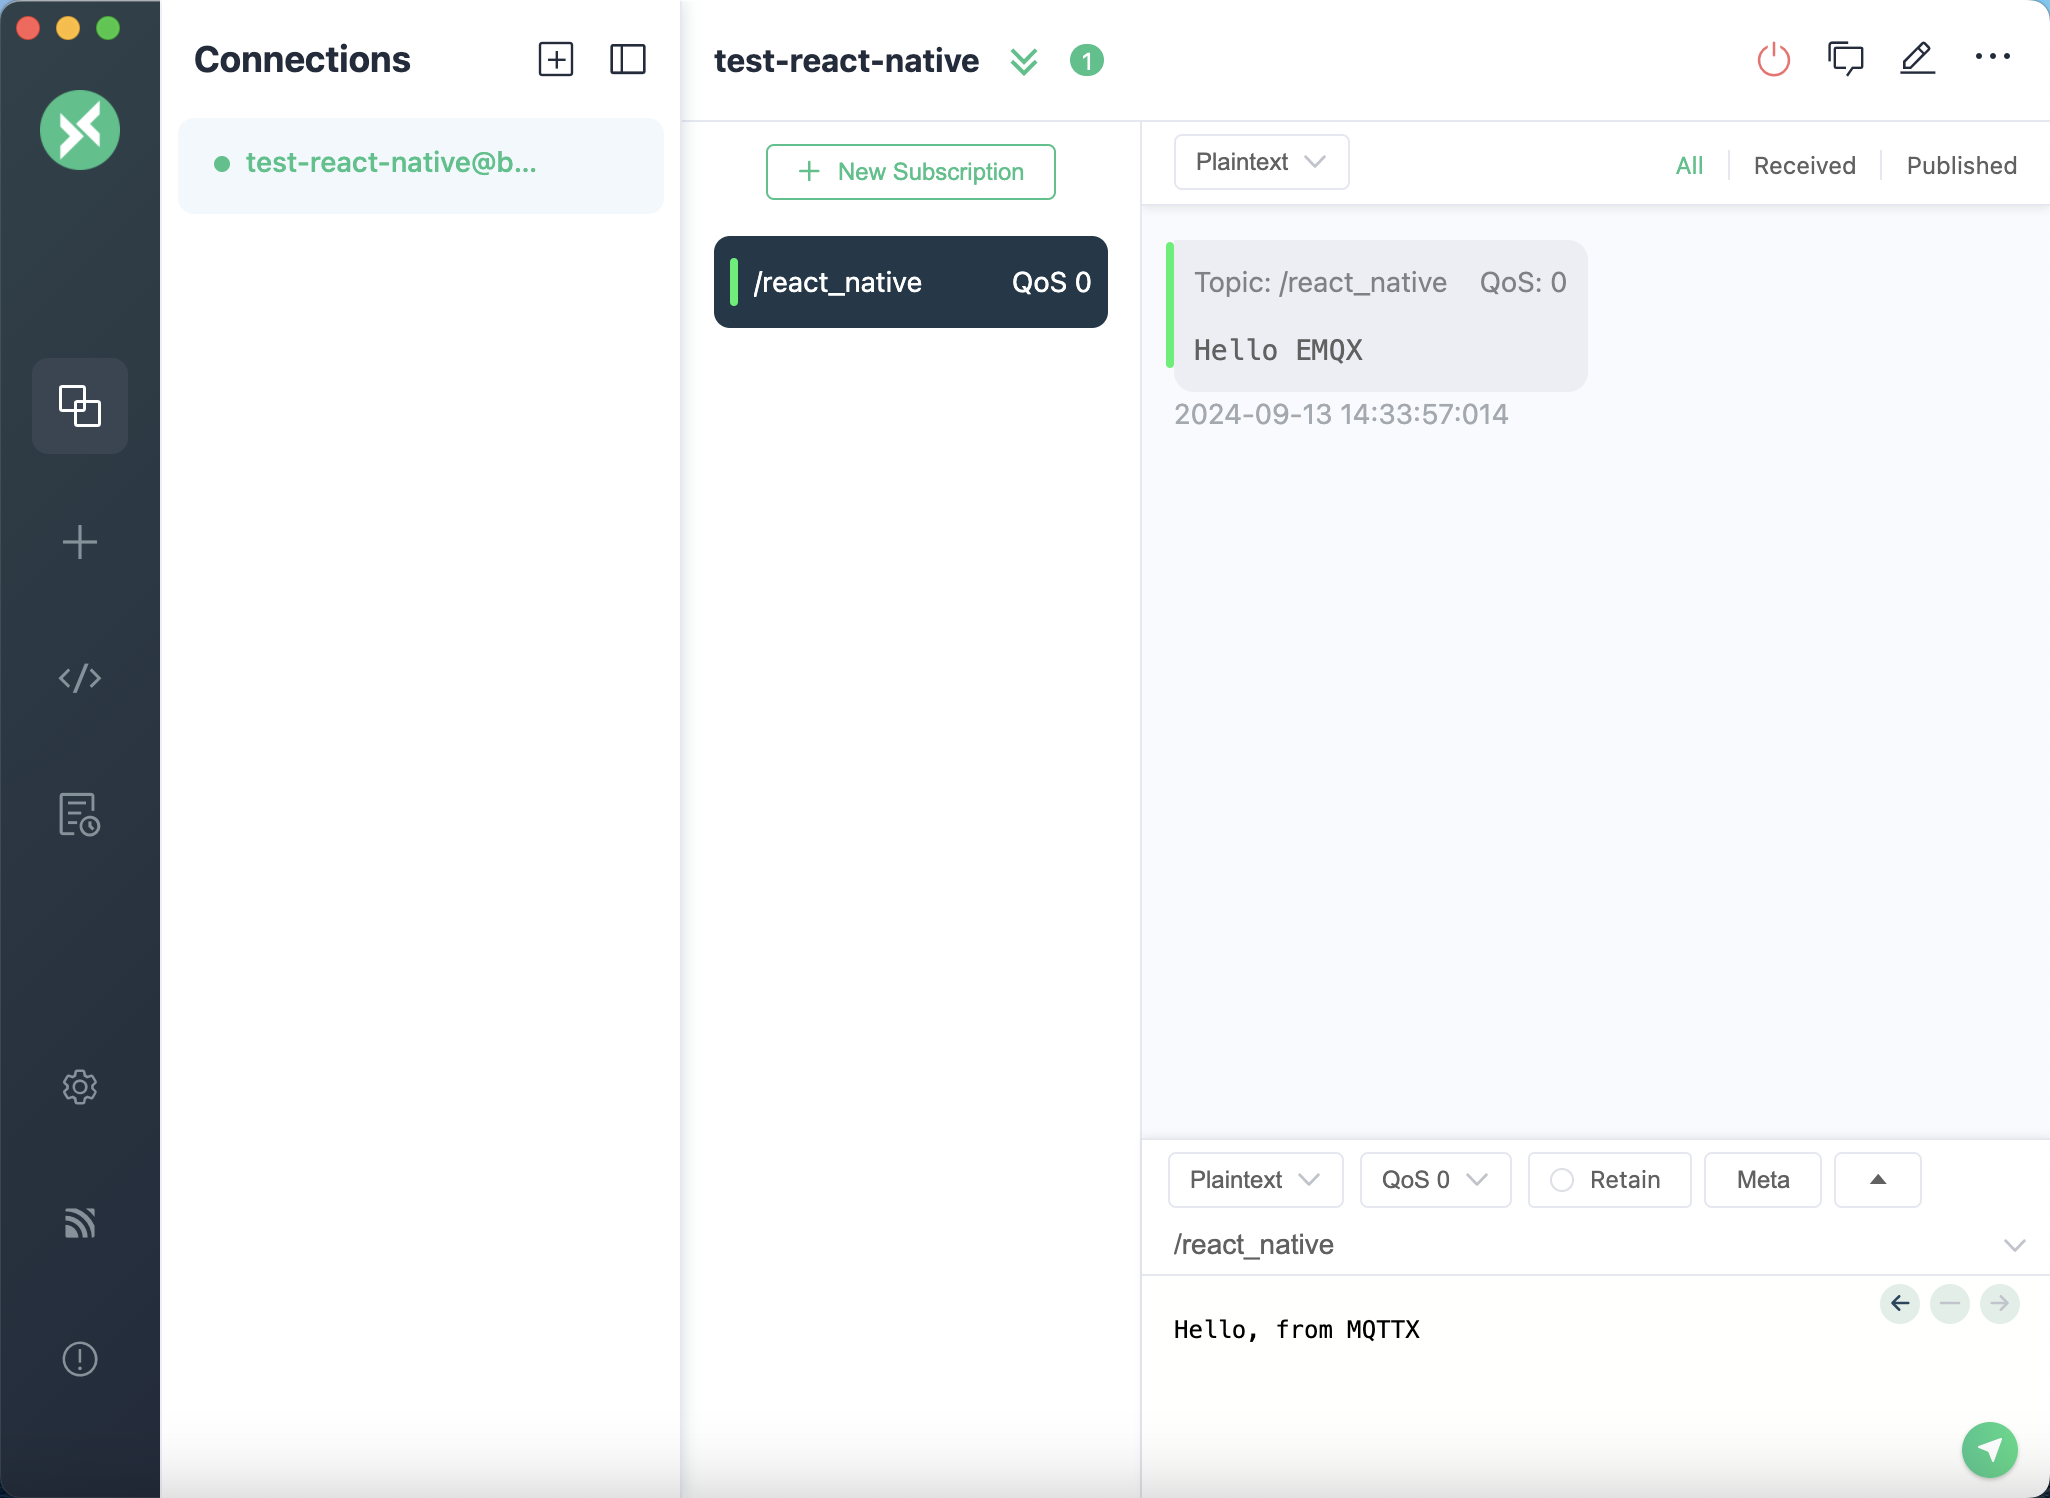 Connections
test-react-native@b...
test-react-native 1
New Subscription
/react_native QoS 0
Plaintext
All Received Published
Topic: /react_native QoS: 0
Hello EMQX
2024-09-13 14:33:57:014
Plaintext QoS 0 Retain Meta
/react_native
Hello, from MQTTX